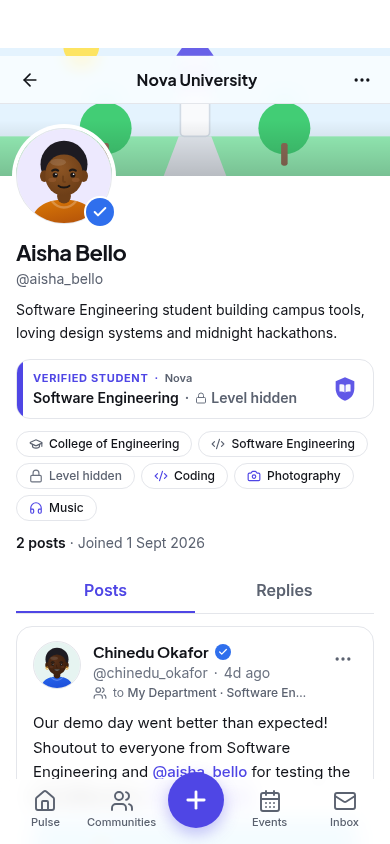 Nova University
Aisha Bello
@aisha_bello
Software Engineering student building campus tools,
loving design systems and midnight hackathons.
VERIFIED STUDENT · Nova
Software Engineering · Level hidden
College of Engineering
Software Engineering
Level hidden
Coding
Photography
Music
2 posts · Joined 1 Sept 2026
Posts
Replies
Chinedu Okafor
@chinedu_okafor · 4d ago
to My Department · Software En...
Our demo day went better than expected!
Shoutout to everyone from Software
Engineering and @aisha_bello for testing the
Pulse
Communities
Events
Inbox